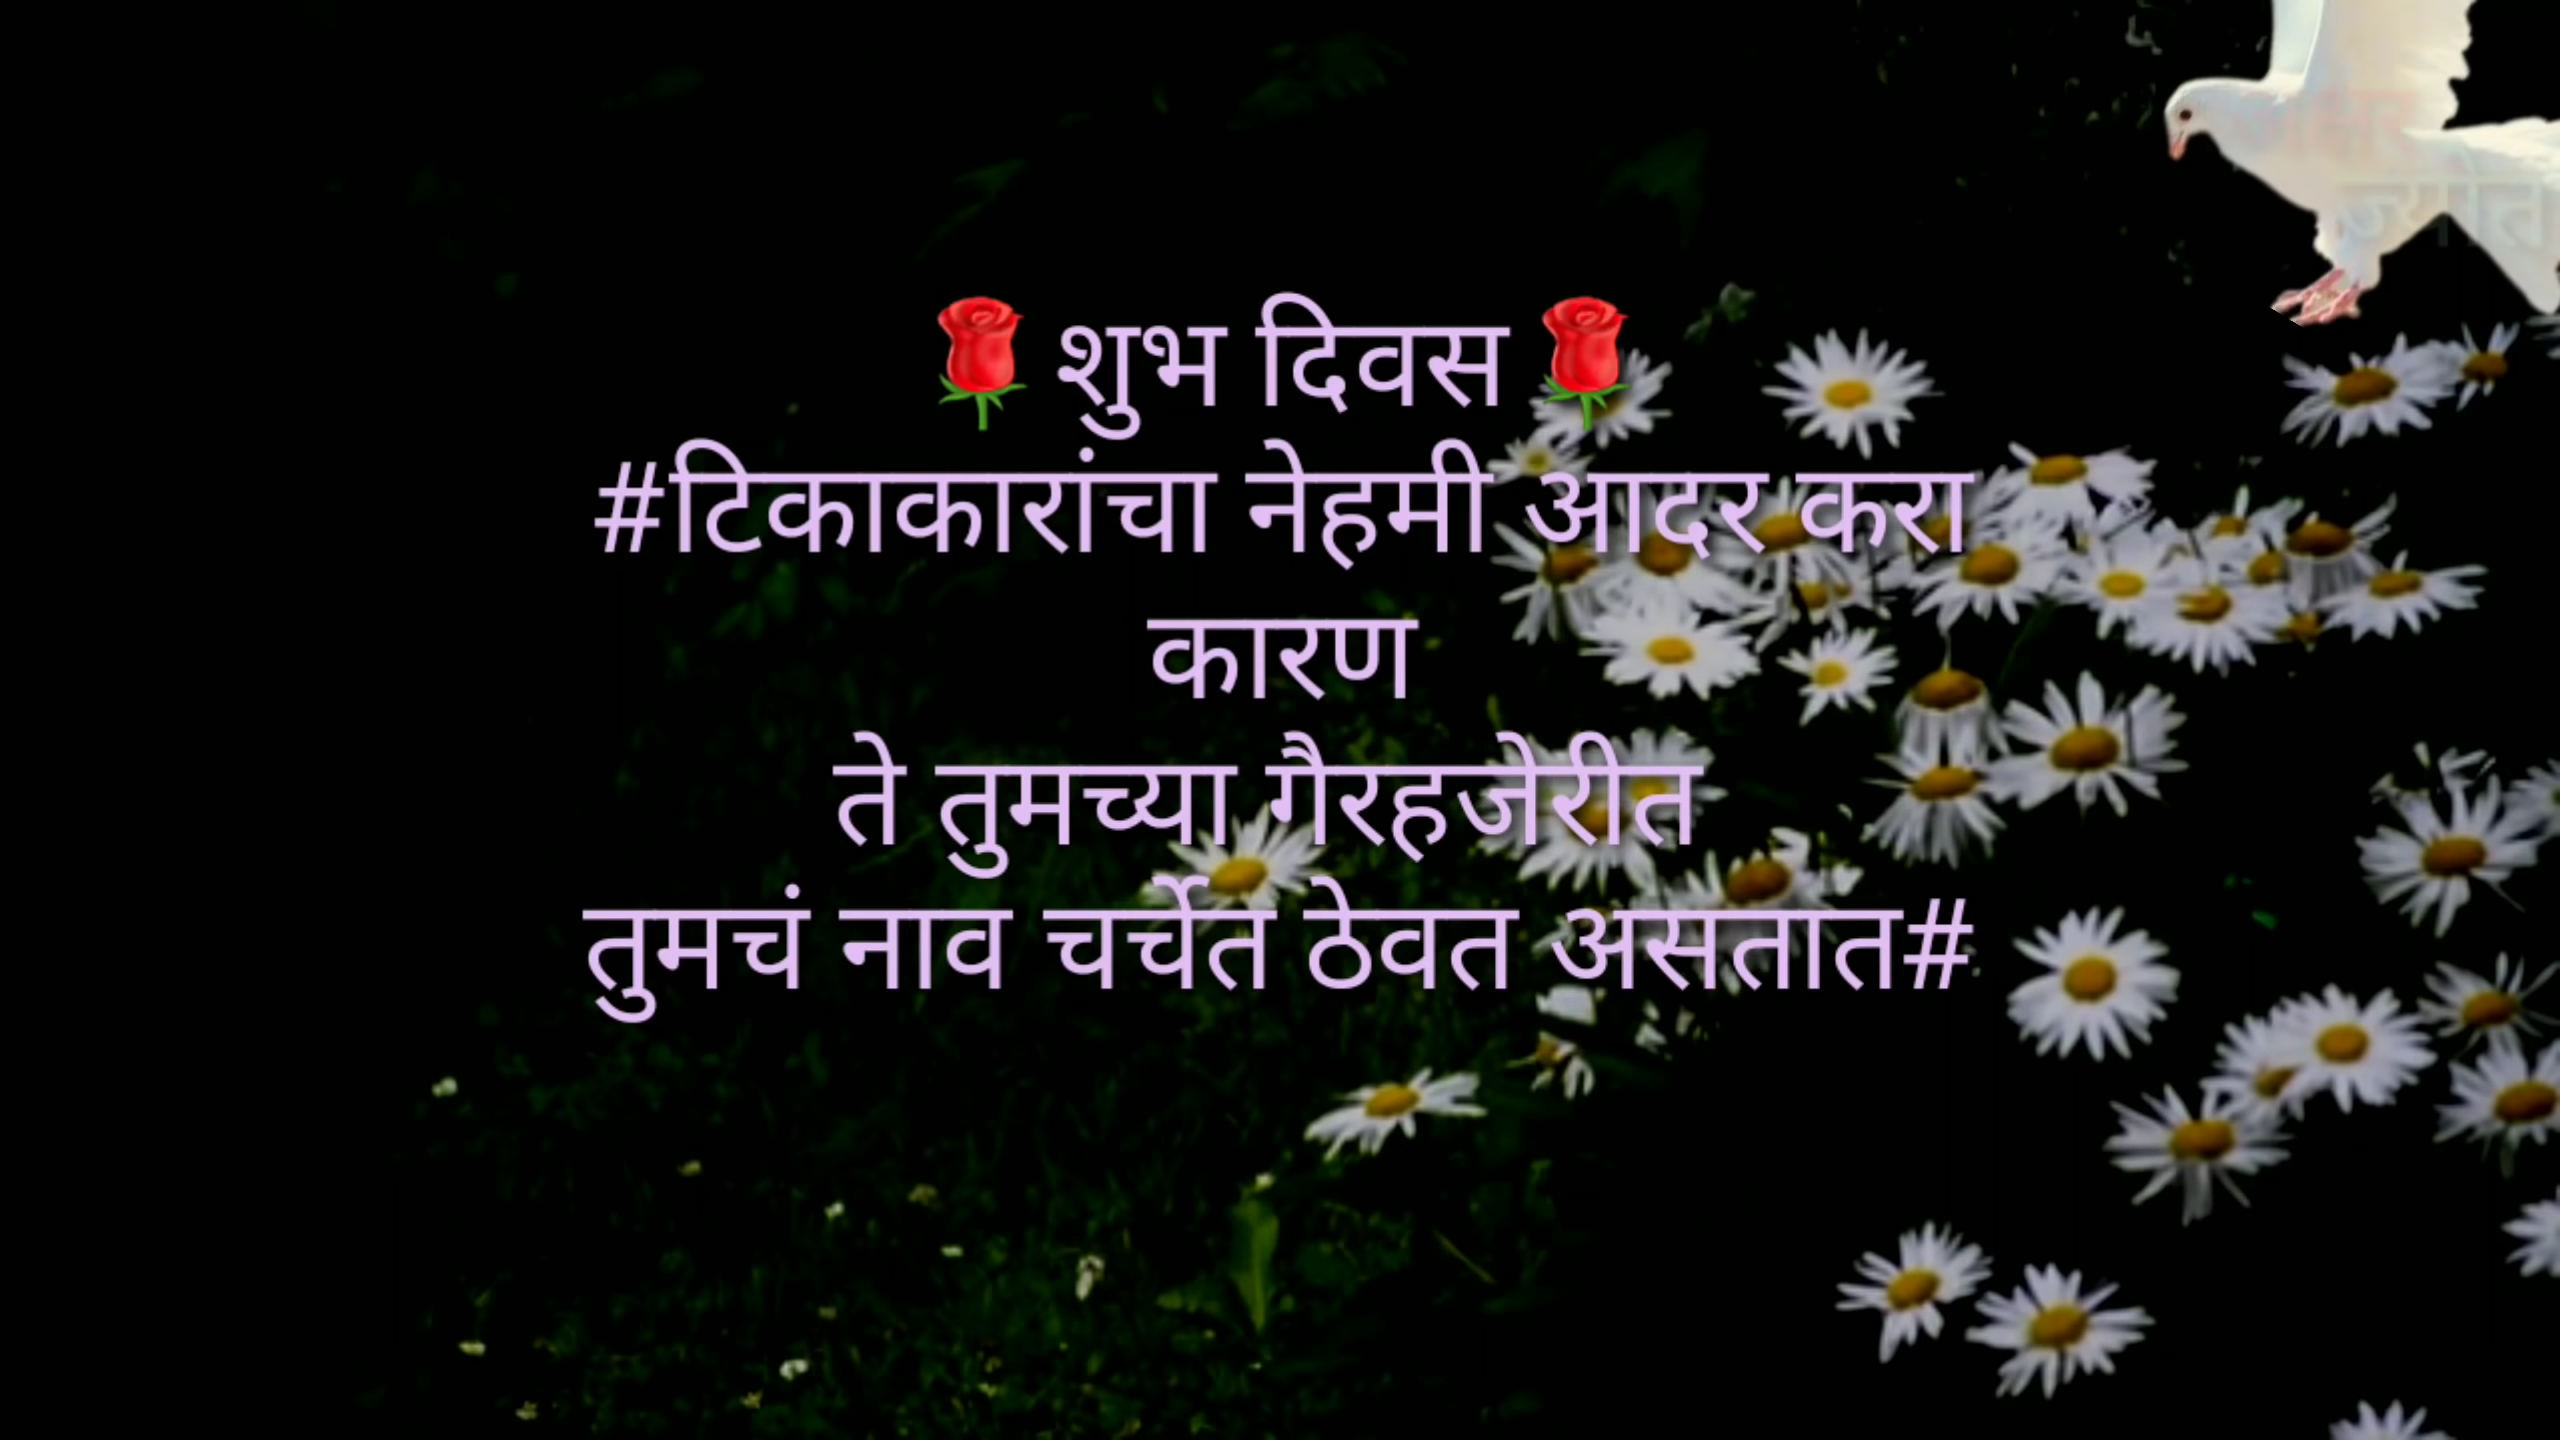 🌹शुभ दिवस🌹
#टिकाकारांचा नेहमी आदर करा
कारण
ते तुमच्या गैरहजेरीत
तुमचं नाव चर्चेत ठेवत असतात#